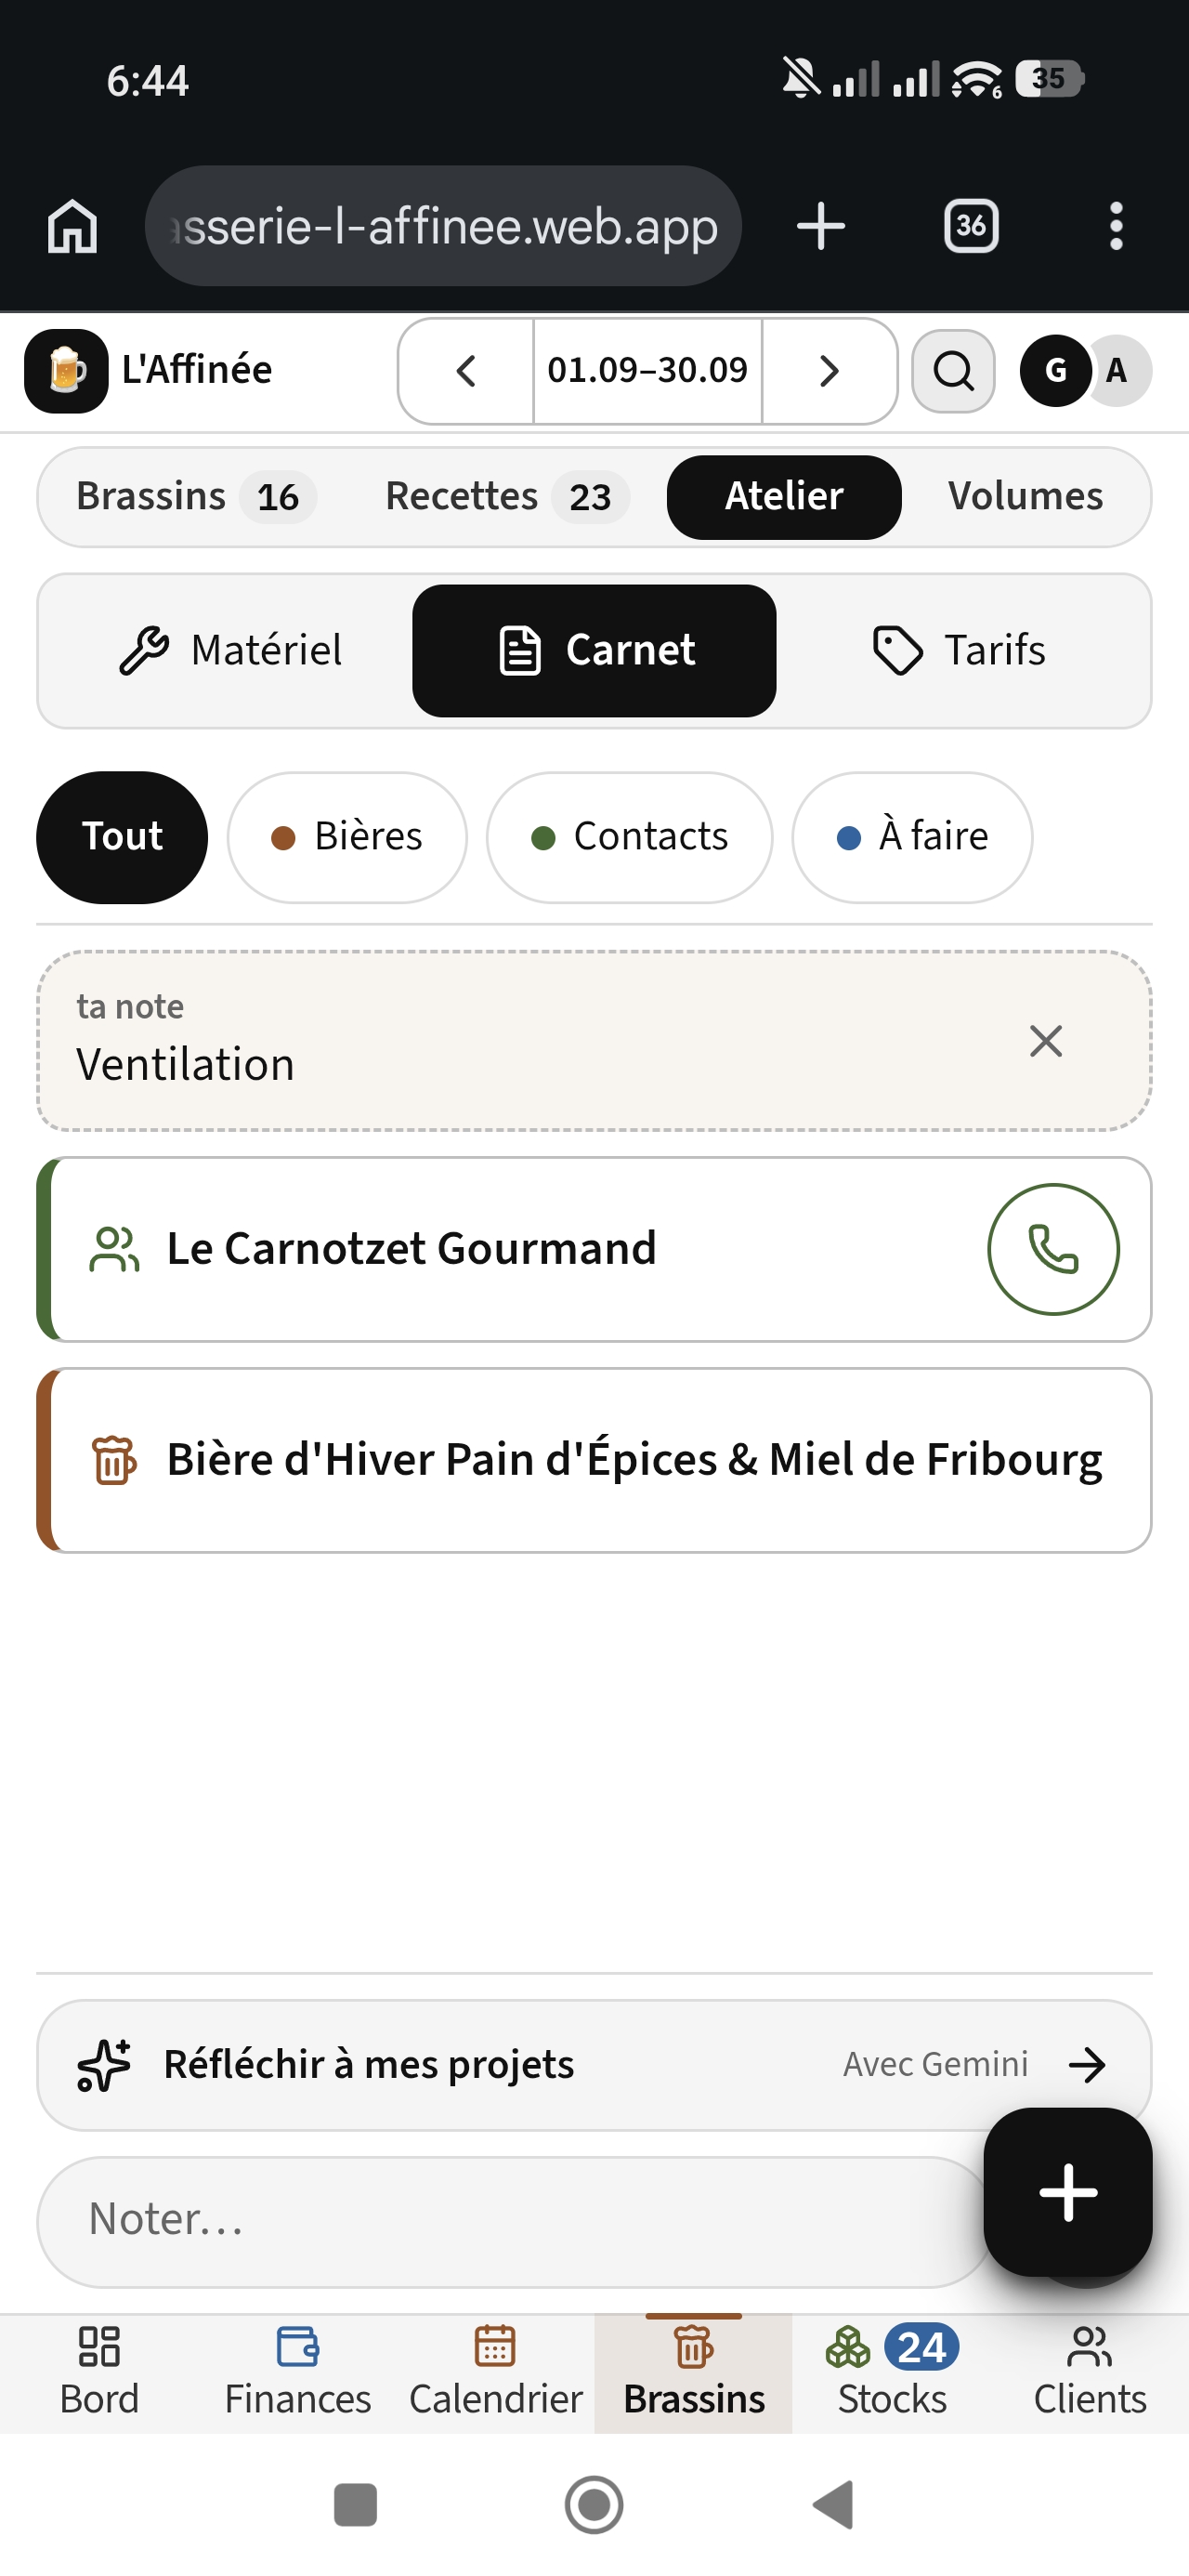 6:44
6
35
asserie-l-affinee.web.app
36
L'Affinée
01.09–30.09
G
A
Brassins 16
Recettes 23
Atelier
Volumes
Matériel
Carnet
Tarifs
Tout
Bières
Contacts
À faire
ta note
Ventilation
Le Carnotzet Gourmand
Bière d'Hiver Pain d'Épices & Miel de Fribourg
Réfléchir à mes projets
Avec Gemini
Noter…
24
Bord
Finances
Calendrier
Brassins
Stocks
Clients